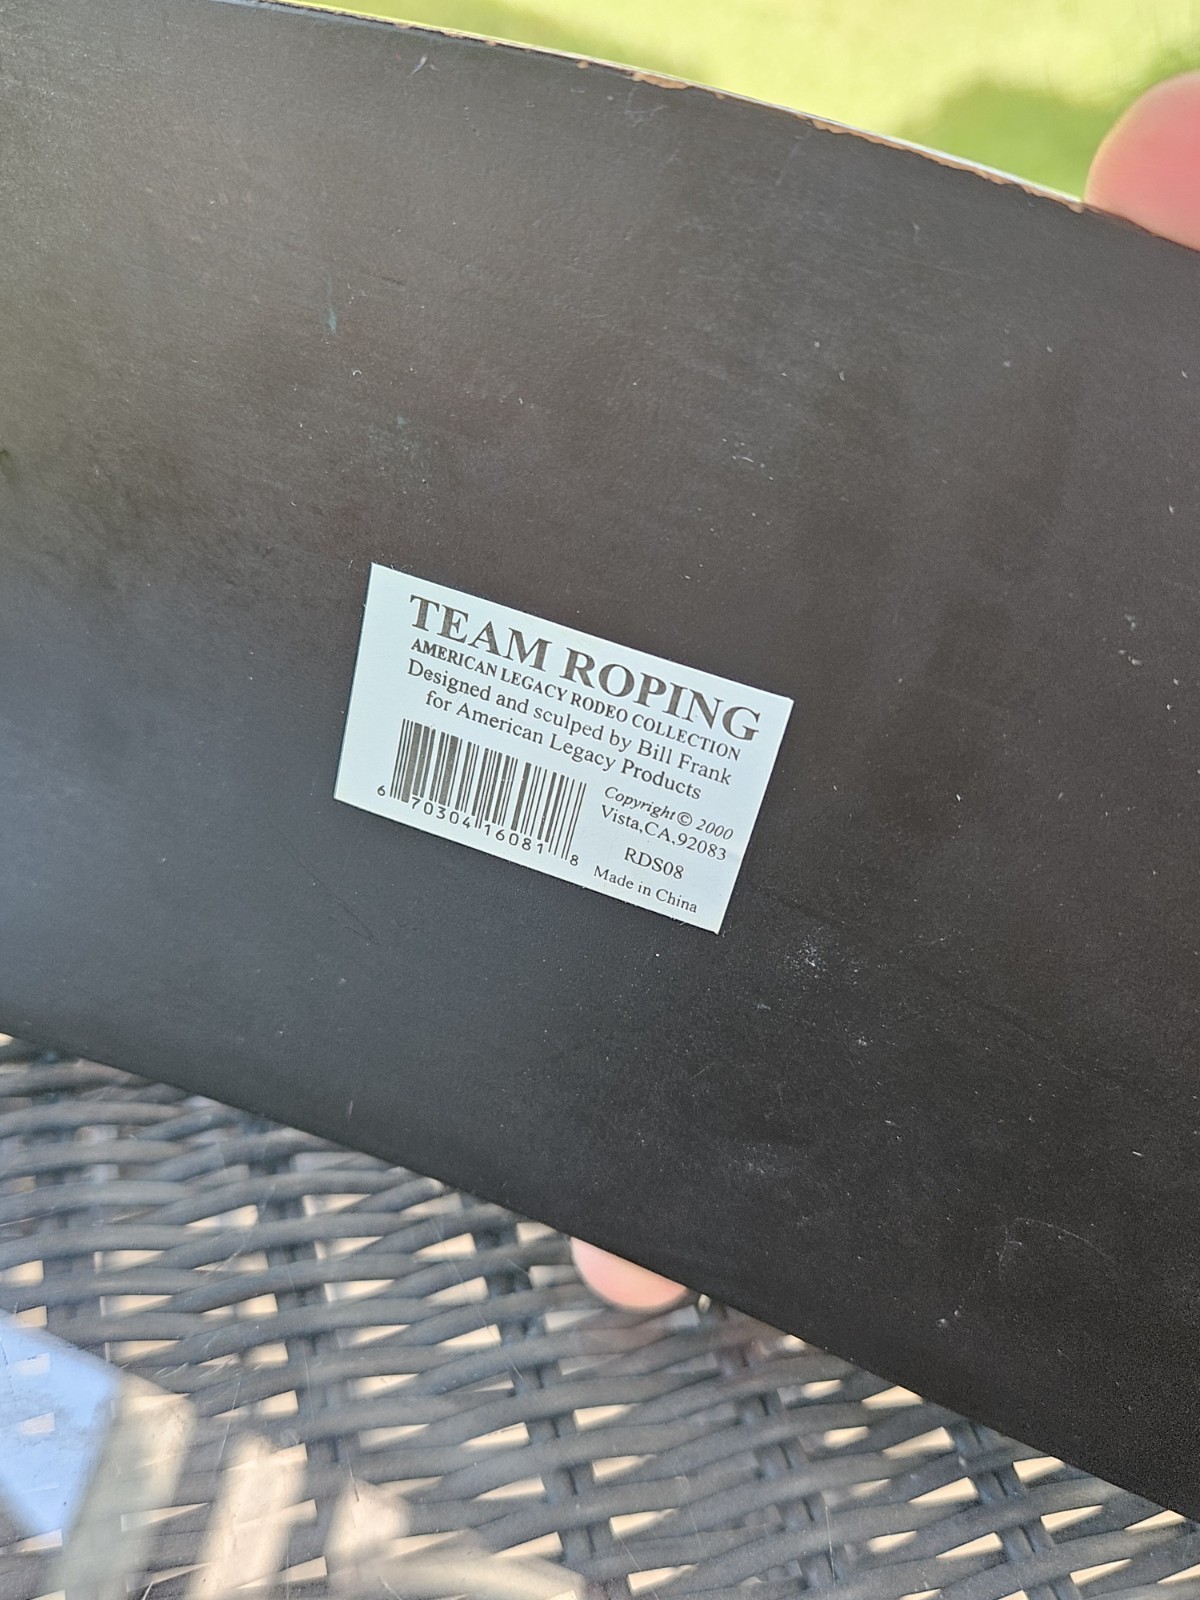 TEAM ROPING
AMERICAN LEGACY RODEO COLLECTION
Designed and sculped by Bill Frank
for American Legacy Products
Copyright © 2000
Vista,CA,92083
RDS08
Made in China
6 70304 16081 8